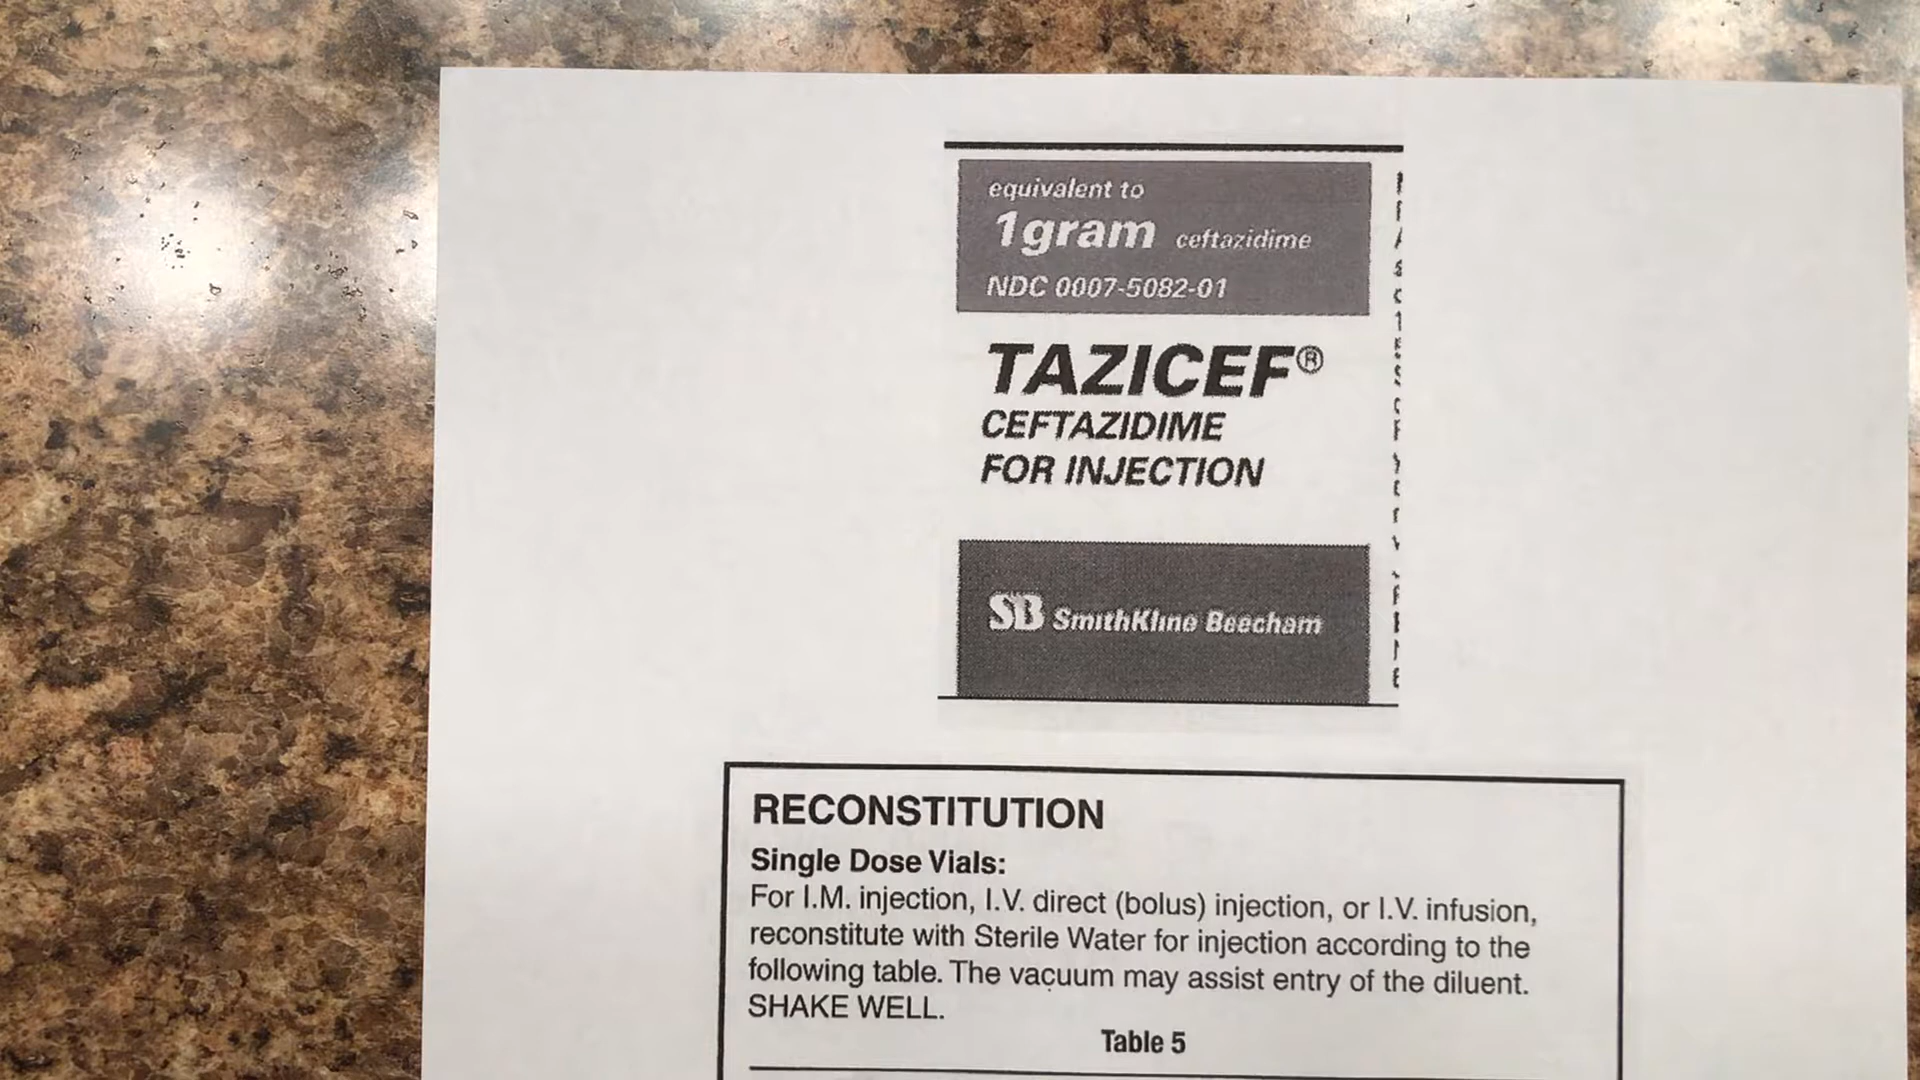 equivalent to
1 gram ceftazidime
NDC 0007-5082-01
TAZICEF®
CEFTAZIDIME
FOR INJECTION
SB SmithKline Beecham
RECONSTITUTION
Single Dose Vials:
For I.M. injection, I.V. direct (bolus) injection, or I.V. infusion,
reconstitute with Sterile Water for injection according to the
following table. The vacuum may assist entry of the diluent.
SHAKE WELL.
Table 5